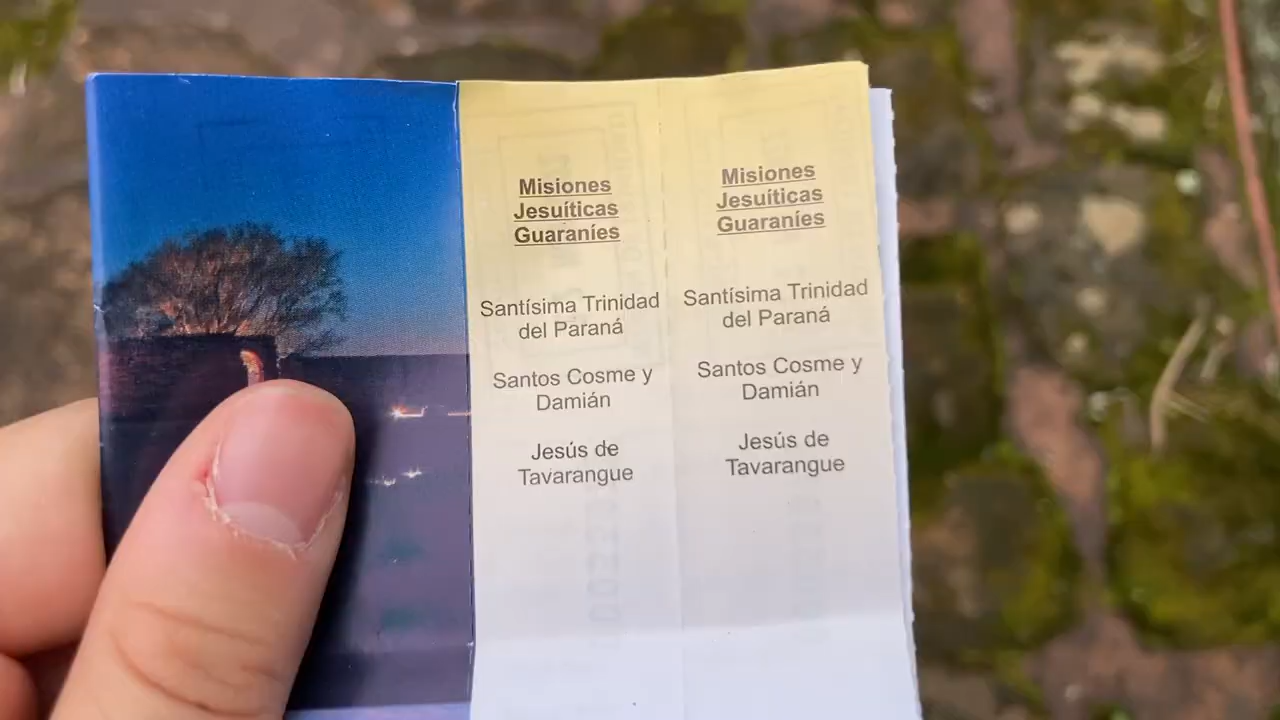 Misiones
Jesuíticas
Guaraníes
Santísima Trinidad
del Paraná
Santos Cosme y
Damián
Jesús de
Tavarangue
Misiones
Jesuíticas
Guaraníes
Santísima Trinidad
del Paraná
Santos Cosme y
Damián
Jesús de
Tavarangue